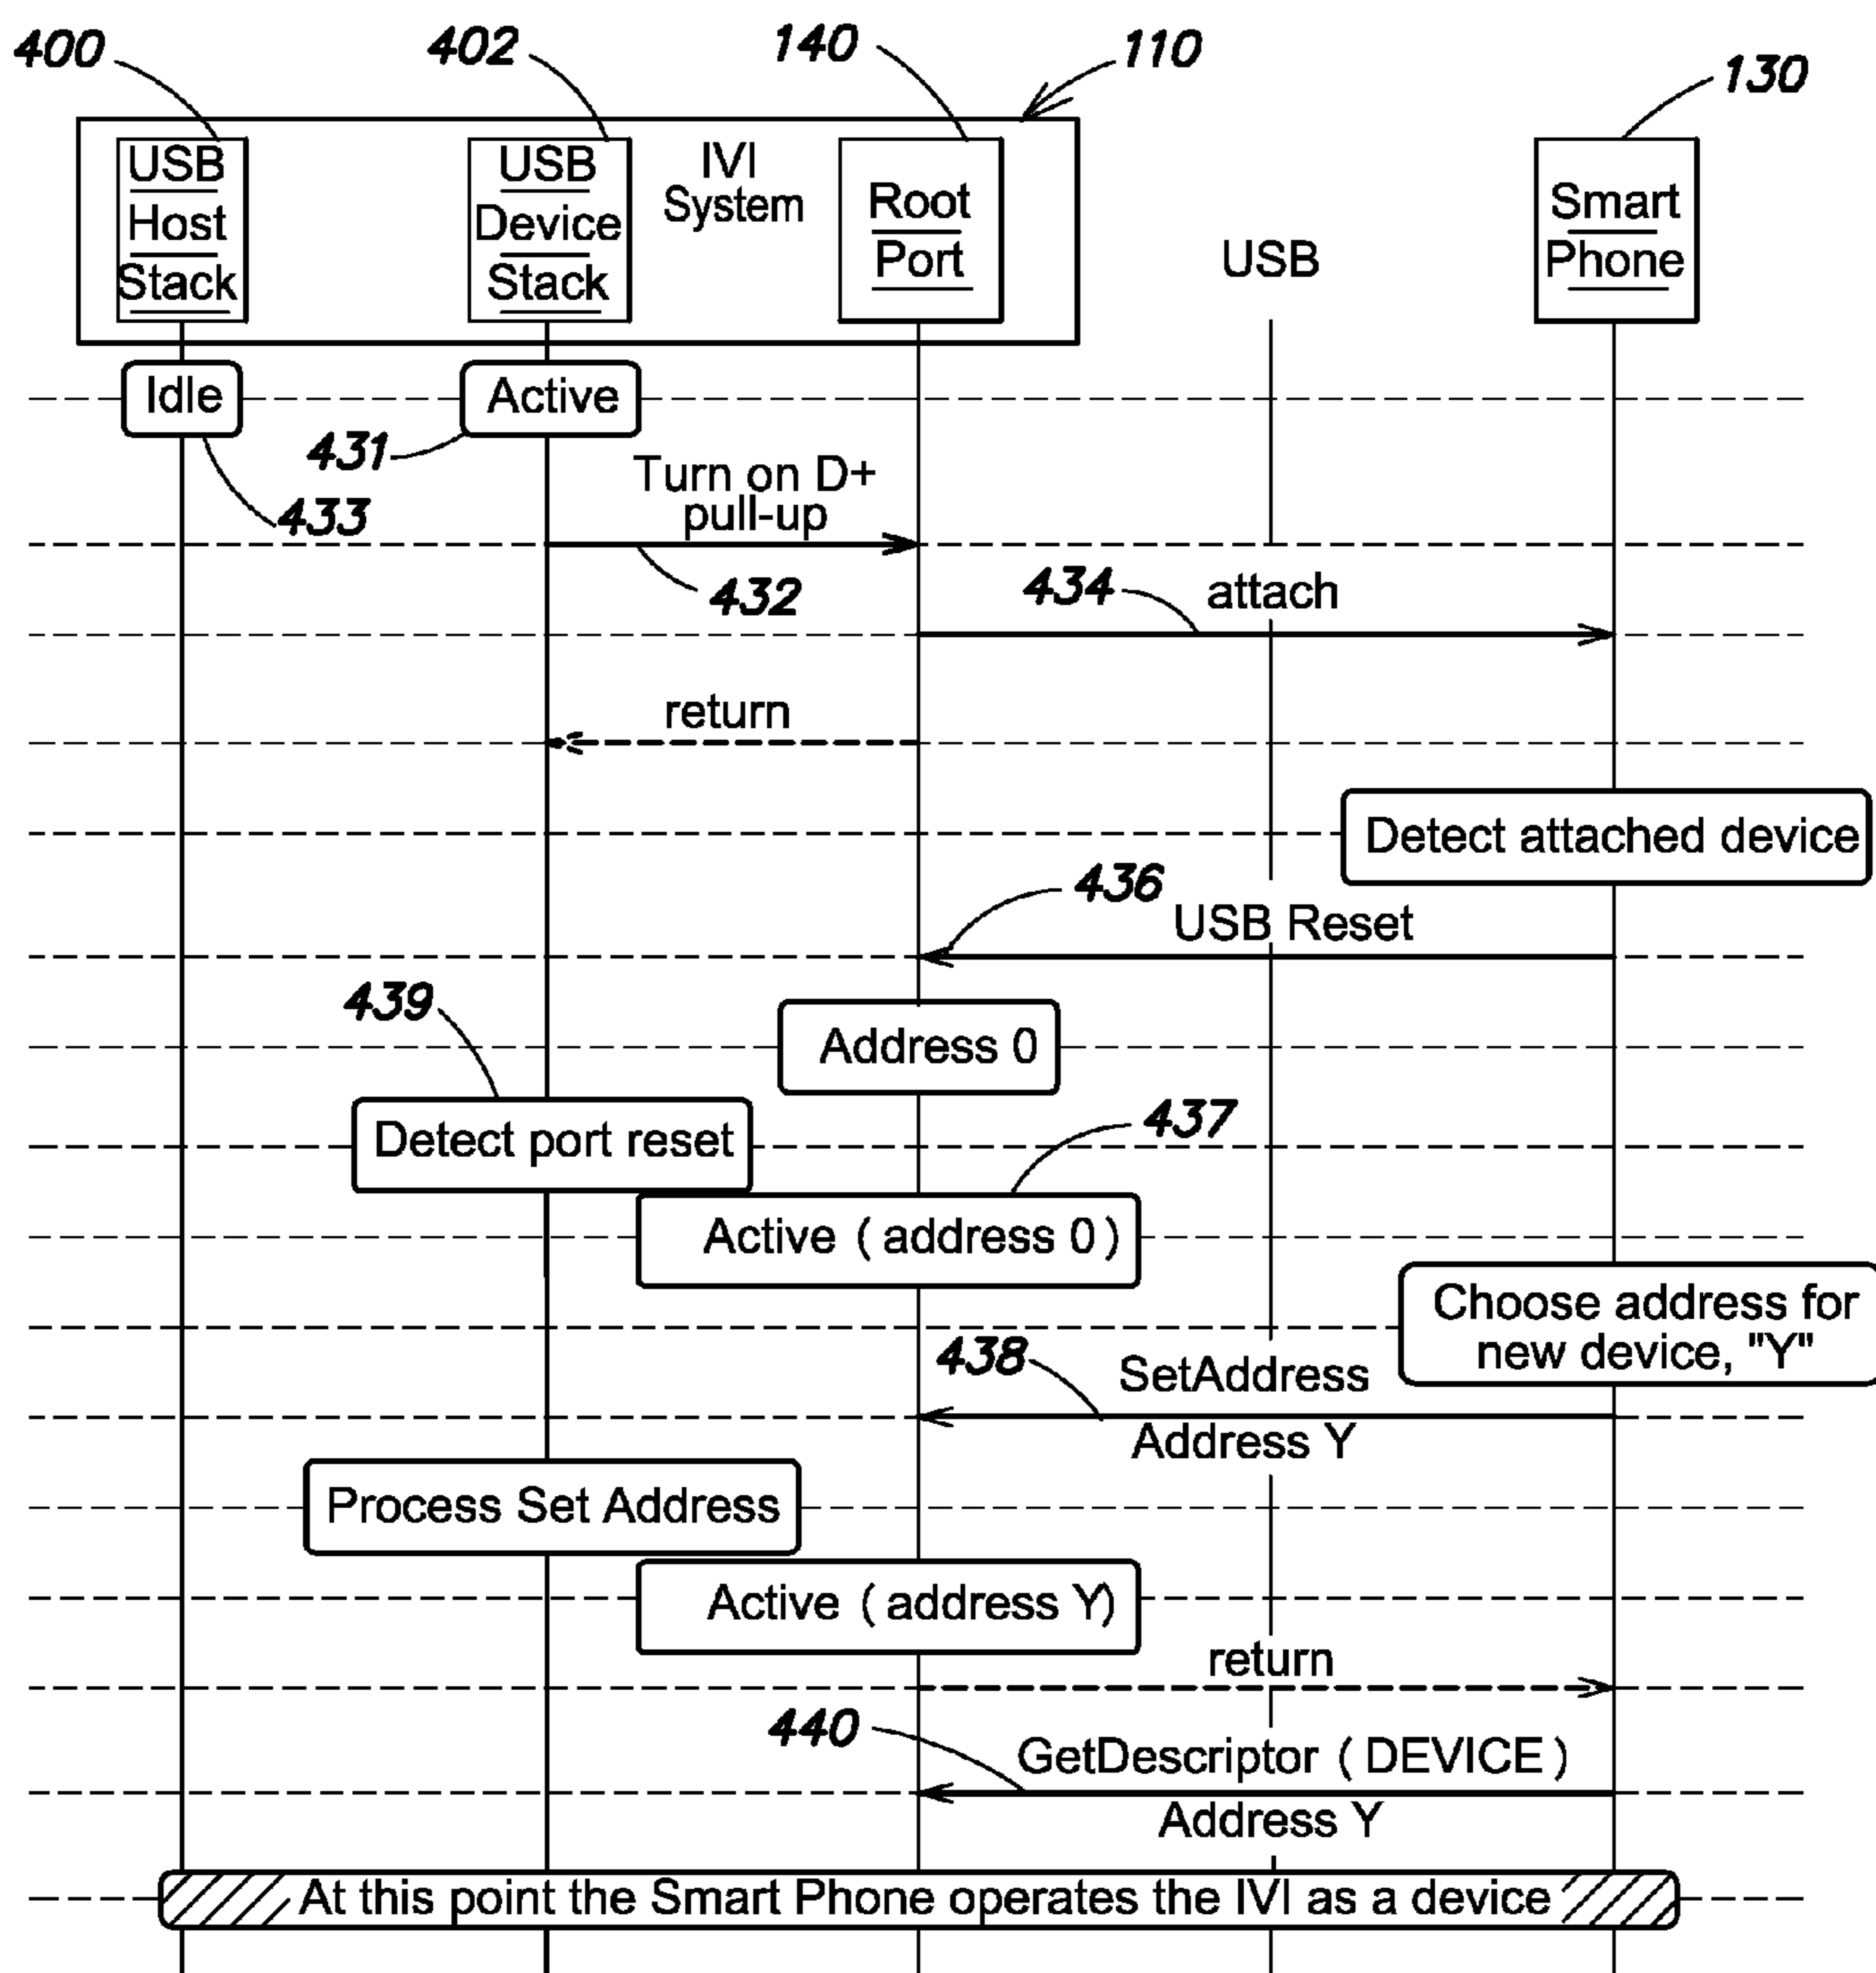 400
402
140
110
130
USB
Host
Stack
USB
Device
Stack
IVI
System
Root
Port
USB
Smart
Phone
Idle
Active
431
433
Turn on D+
pull-up
432
434
attach
return
Detect attached device
436
USB Reset
439
Address 0
Detect port reset
437
Active (address 0)
Choose address for
new device, "Y"
438
SetAddress
Address Y
Process Set Address
Active (address Y)
return
440
GetDescriptor (DEVICE)
Address Y
At this point the Smart Phone operates the IVI as a device